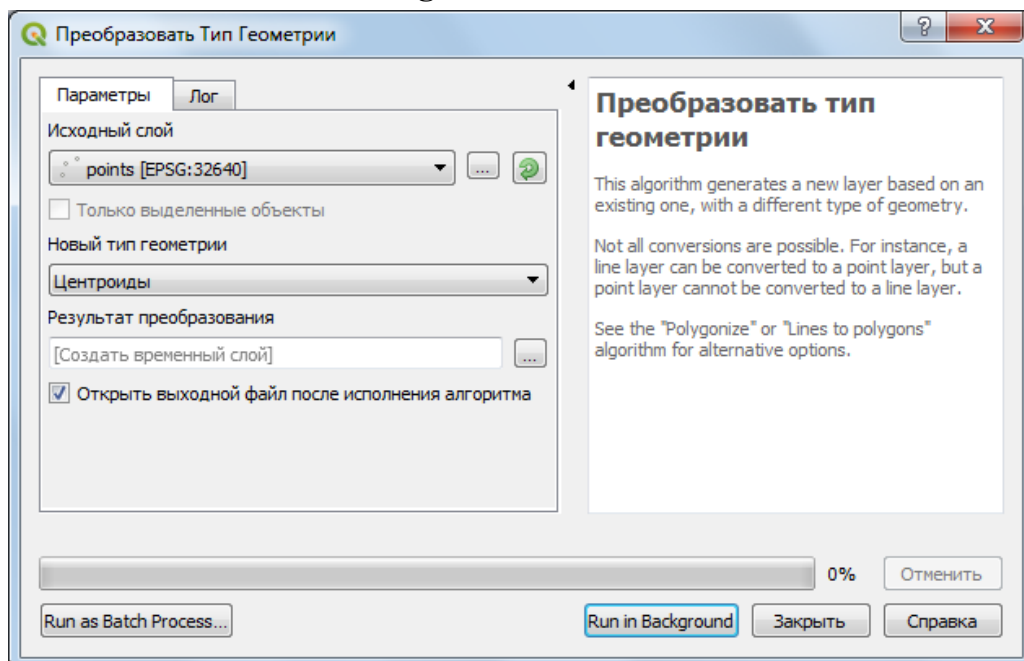 Преобразовать Тип Геометрии
Параметры
Лог
Исходный слой
points [EPSG:32640]
...
Только выделенные объекты
Новый тип геометрии
Центроиды
Результат преобразования
[Создать временный слой]
...
Открыть выходной файл после исполнения алгоритма
Преобразовать тип
геометрии
This algorithm generates a new layer based on an
existing one, with a different type of geometry.
Not all conversions are possible. For instance, a
line layer can be converted to a point layer, but a
point layer cannot be converted to a line layer.
See the "Polygonize" or "Lines to polygons"
algorithm for alternative options.
0%
Отменить
Run as Batch Process...
Run in Background
Закрыть
Справка